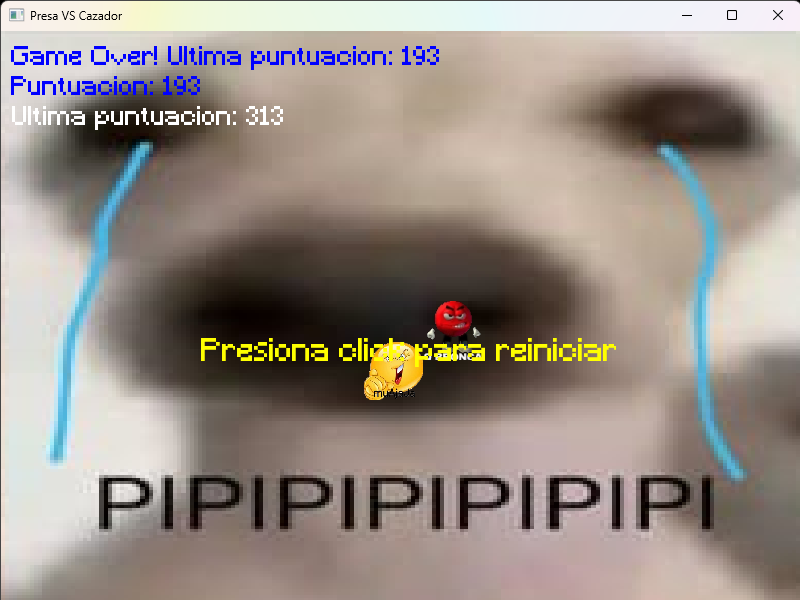 Presa VS Cazador
Game Over! Ultima puntuacion: 193
Puntuacion: 193
Ultima puntuacion: 313
Presiona click para reiniciar
PIPIPIPIPIPIPI